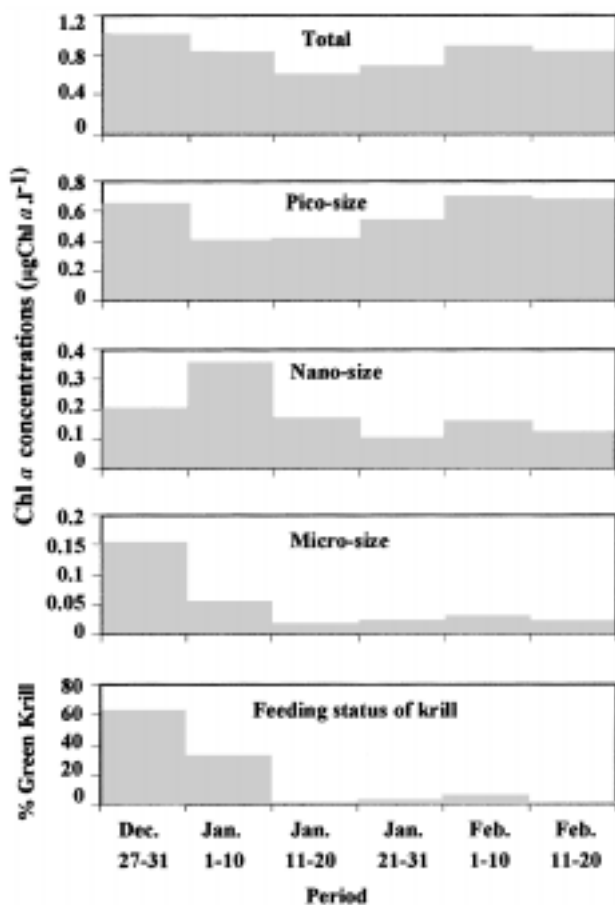 Chl a concentrations (µgChl a.l-1)
1.2
0.8
0.4
0
Total
0.8
0.6
0.4
0.2
0
Pico-size
0.4
0.3
0.2
0.1
0
Nano-size
0.2
0.15
0.1
0.05
0
Micro-size
% Green Krill
80
60
40
20
0
Feeding status of krill
Dec. Jan. Jan. Jan. Feb. Feb.
27-31 1-10 11-20 21-31 1-10 11-20
Period